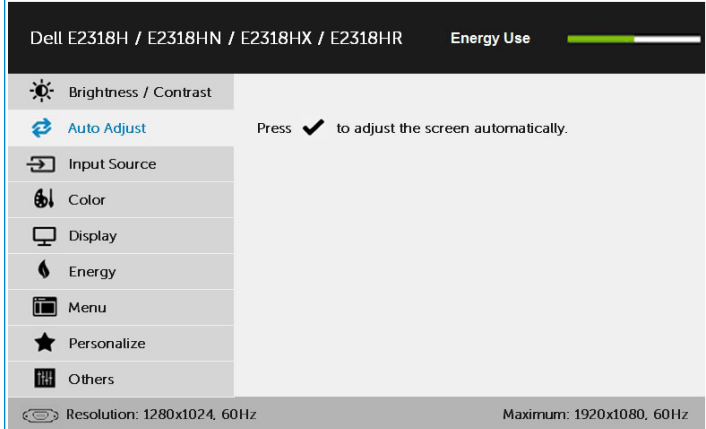 Dell E2318H / E2318HN / E2318HX / E2318HR Energy Use
Brightness / Contrast
Auto Adjust
Press ✔ to adjust the screen automatically.
Input Source
Color
Display
Energy
Menu
Personalize
Others
Resolution: 1280x1024, 60Hz Maximum: 1920x1080, 60Hz